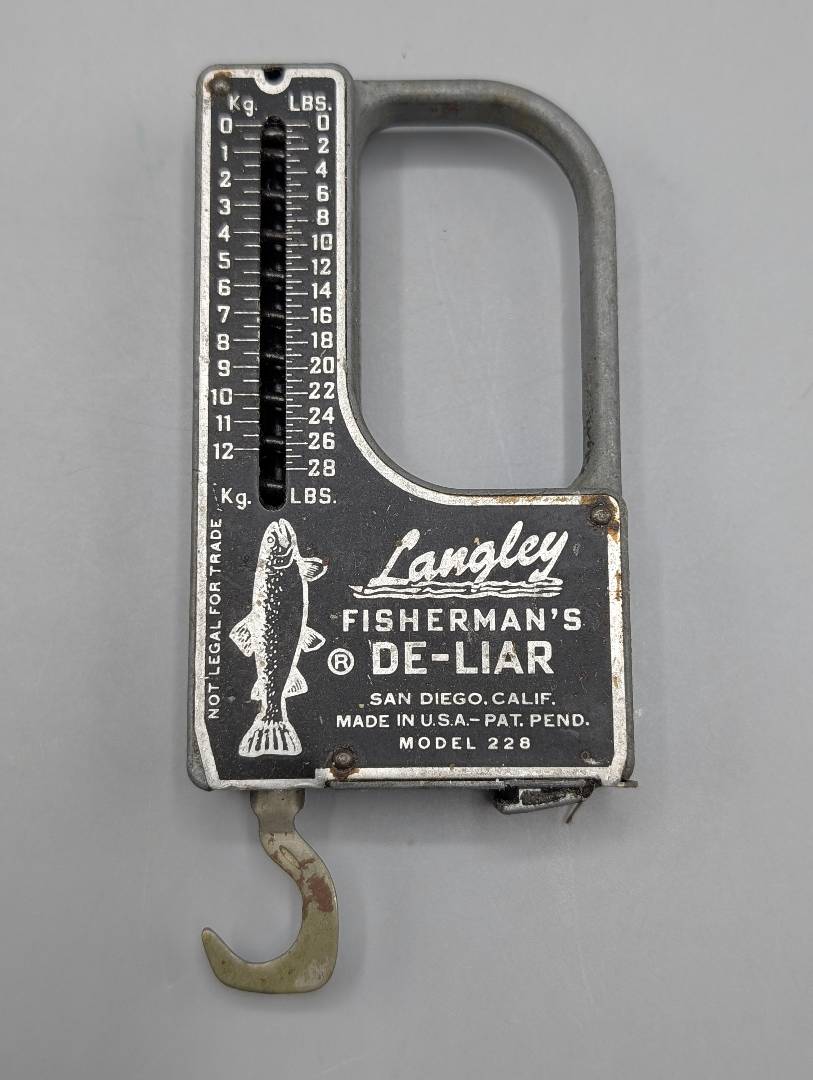 Kg. LBS.
0 0
1 2
2 4
3 6
4 8
5 10
6 12
7 14
8 16
9 18
10 20
11 22
12 24
26
28
Kg. LBS.
NOT LEGAL FOR TRADE
Langley
FISHERMAN'S
® DE-LIAR
SAN DIEGO, CALIF.
MADE IN U.S.A.-PAT. PEND.
MODEL 228